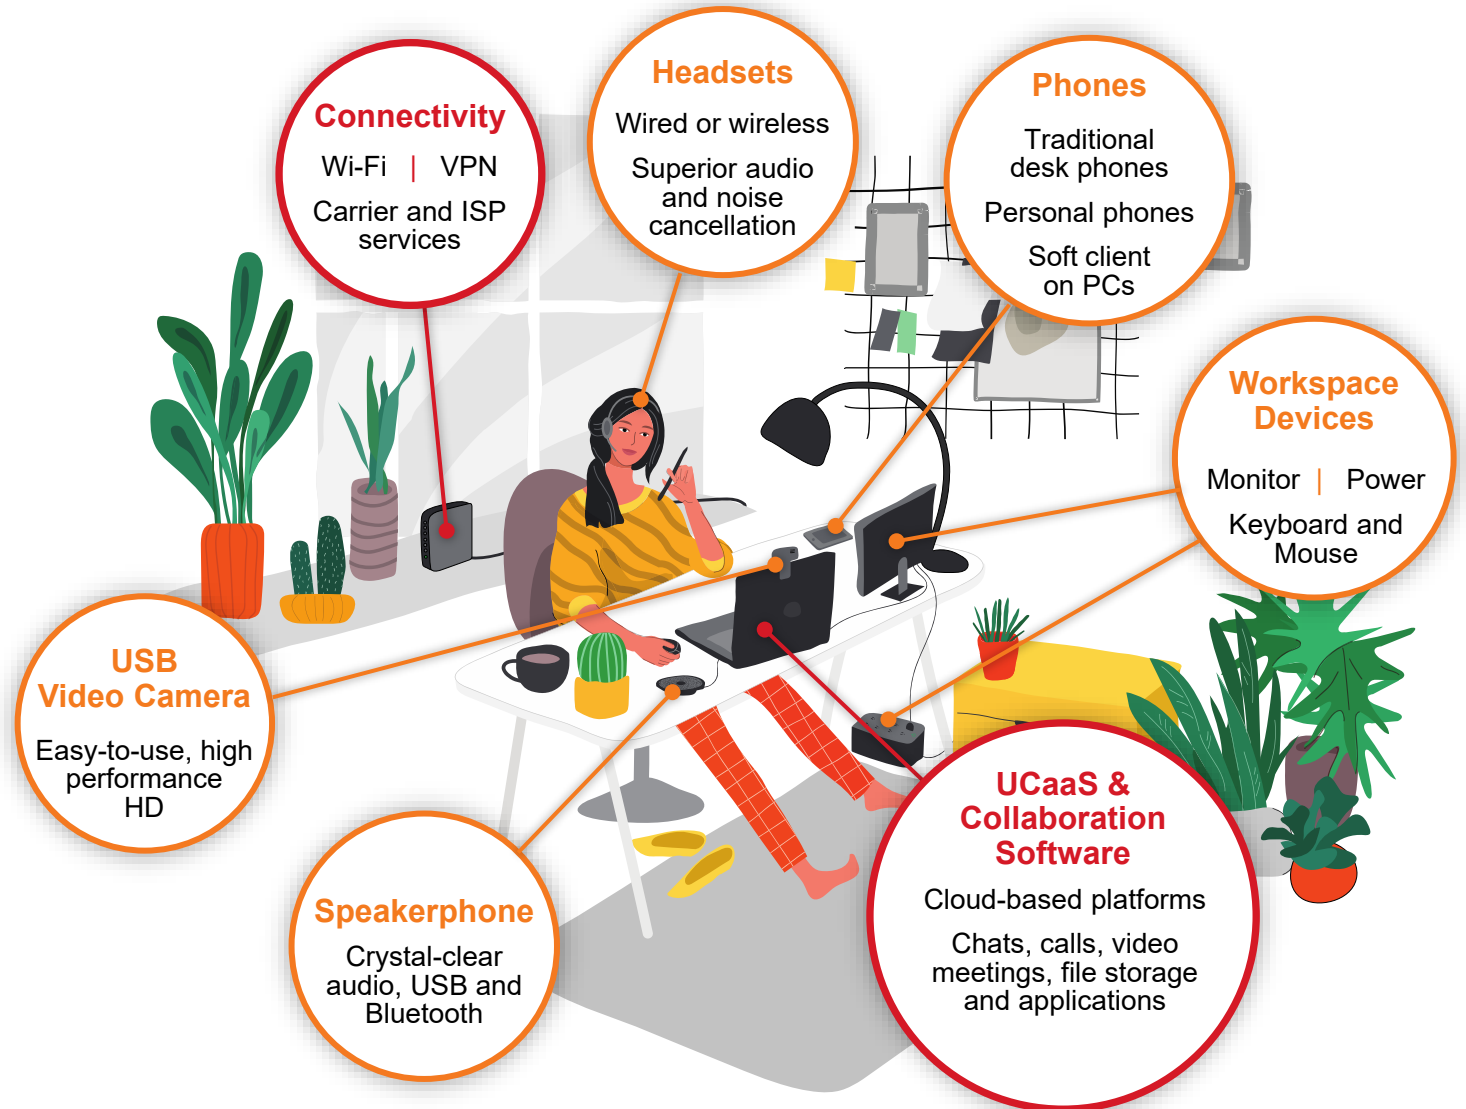 Connectivity
Wi-Fi | VPN
Carrier and ISP
services
Headsets
Wired or wireless
Superior audio
and noise
cancellation
Phones
Traditional
desk phones
Personal phones
Soft client
on PCs
Workspace
Devices
Monitor | Power
Keyboard and
Mouse
USB
Video Camera
Easy-to-use, high
performance
HD
Speakerphone
Crystal-clear
audio, USB and
Bluetooth
UCaaS &
Collaboration
Software
Cloud-based platforms
Chats, calls, video
meetings, file storage
and applications